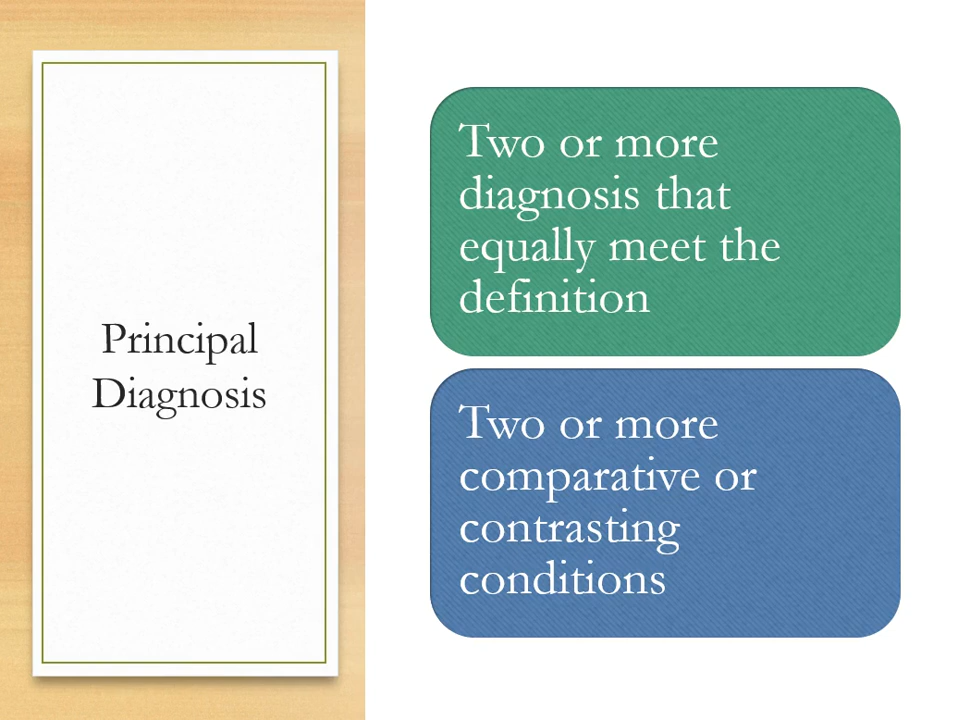 Principal
Diagnosis
Two or more
diagnosis that
equally meet the
definition
Two or more
comparative or
contrasting
conditions